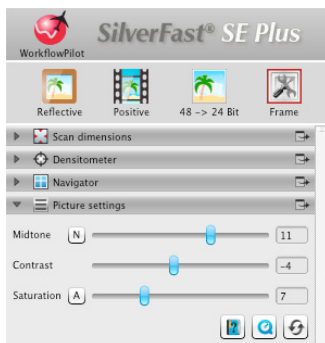 SilverFast® SE Plus
WorkflowPilot
Reflective Positive 48 -> 24 Bit Frame
Scan dimensions
Densitometer
Navigator
Picture settings
Midtone N 11
Contrast -4
Saturation A 7
?